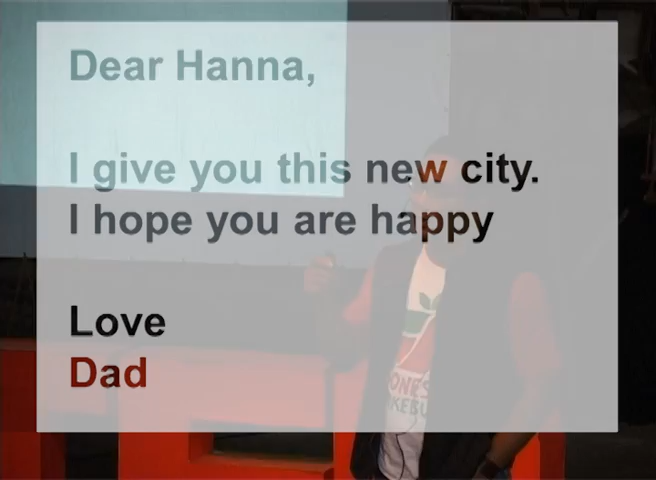 Dear Hanna,
I give you this new city.
I hope you are happy
Love
Dad